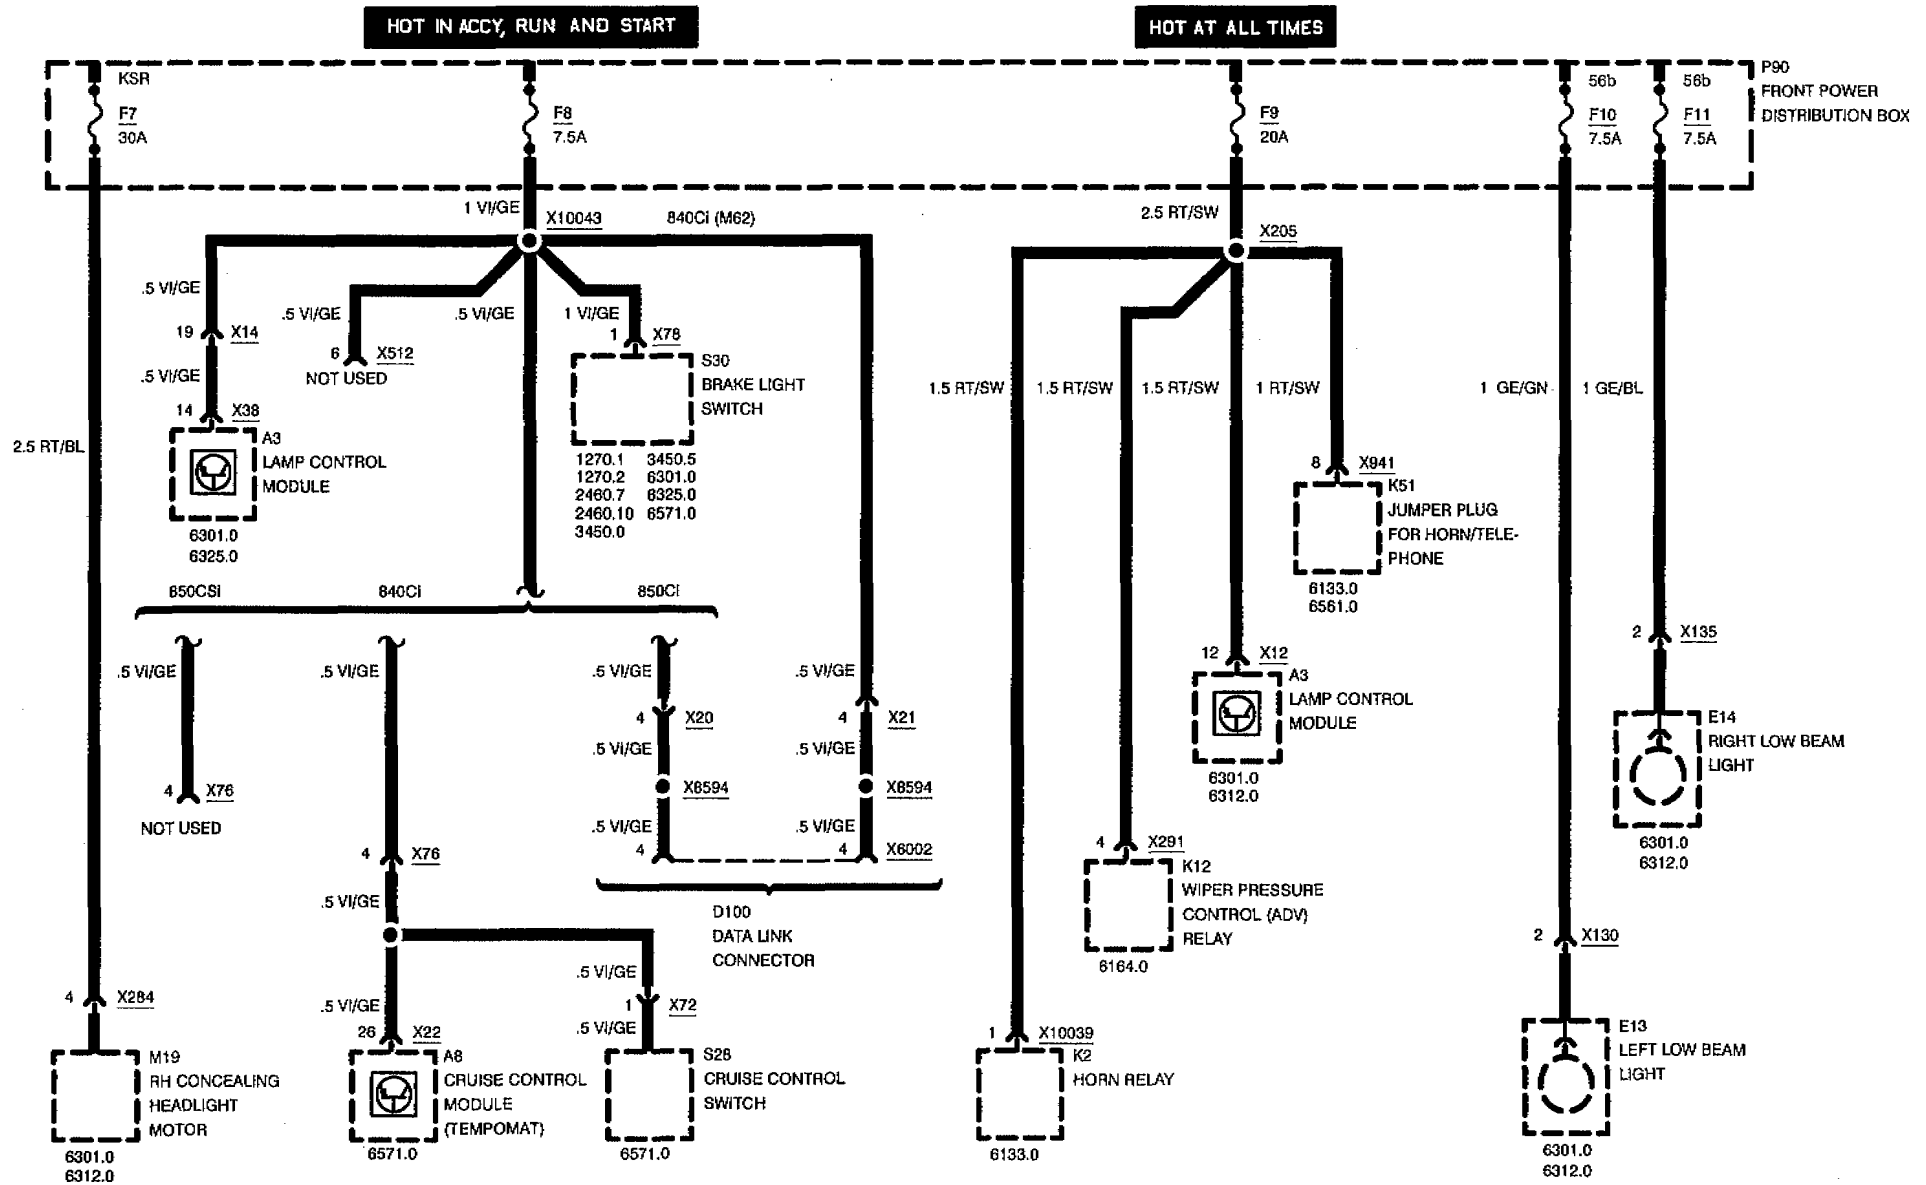 HOT IN ACCY, RUN AND START
HOT AT ALL TIMES
KSR
F7
30A
F8
7.5A
F9
20A
56b
F10
7.5A
56b
F11
7.5A
P90
FRONT POWER
DISTRIBUTION BOX
1 VI/GE
X10043
840Ci (M62)
2.5 RT/SW
X205
.5 VI/GE
.5 VI/GE
.5 VI/GE
1 VI/GE
19
X14
6
X512
NOT USED
1
X78
.5 VI/GE
14
X38
S30
BRAKE LIGHT
SWITCH
1.5 RT/SW
1.5 RT/SW
1.5 RT/SW
1 RT/SW
1 GE/GN
1 GE/BL
2.5 RT/BL
A3
LAMP CONTROL
MODULE
6301.0
6325.0
1270.1 3450.5
1270.2 6301.0
2460.7 6325.0
2460.10 6571.0
3450.0
8
X941
K51
JUMPER PLUG
FOR HORN/TELE-
PHONE
6133.0
6561.0
850CSi
840Ci
850Ci
.5 VI/GE
.5 VI/GE
.5 VI/GE
.5 VI/GE
12
X12
A3
LAMP CONTROL
MODULE
6301.0
6312.0
2
X135
E14
RIGHT LOW BEAM
LIGHT
6301.0
6312.0
4
X20
4
X21
.5 VI/GE
.5 VI/GE
4
X76
NOT USED
X8594
X8594
.5 VI/GE
.5 VI/GE
4
X76
4
4
X6002
4
X291
K12
WIPER PRESSURE
CONTROL (ADV)
RELAY
6164.0
.5 VI/GE
D100
DATA LINK
CONNECTOR
2
X130
.5 VI/GE
4
X284
.5 VI/GE
1
X72
.5 VI/GE
26
X22
1
X10039
M19
RH CONCEALING
HEADLIGHT
MOTOR
6301.0
6312.0
A8
CRUISE CONTROL
MODULE
(TEMPOMAT)
6571.0
S28
CRUISE CONTROL
SWITCH
6571.0
K2
HORN RELAY
6133.0
E13
LEFT LOW BEAM
LIGHT
6301.0
6312.0